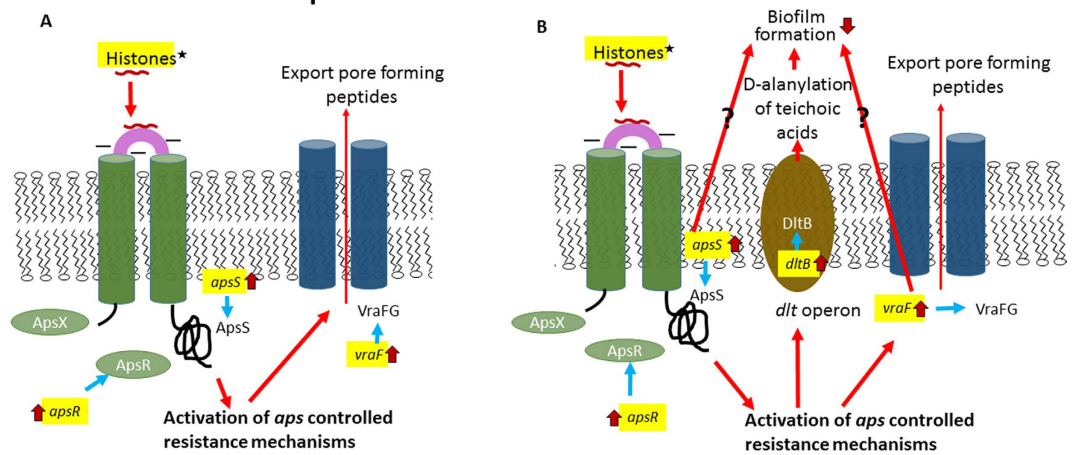 A
Histones★
Export pore forming
peptides
apsS
ApsS
ApsX
ApsR
apsR
VraFG
vraF
Activation of aps controlled
resistance mechanisms
B
Biofilm
formation
Histones*
D-alanylation
of teichoic
acids
Export pore forming
peptides
?
?
DltB
dltB
apsS
ApsS
dlt operon
vraF
VraFG
ApsX
ApsR
apsR
Activation of aps controlled
resistance mechanisms